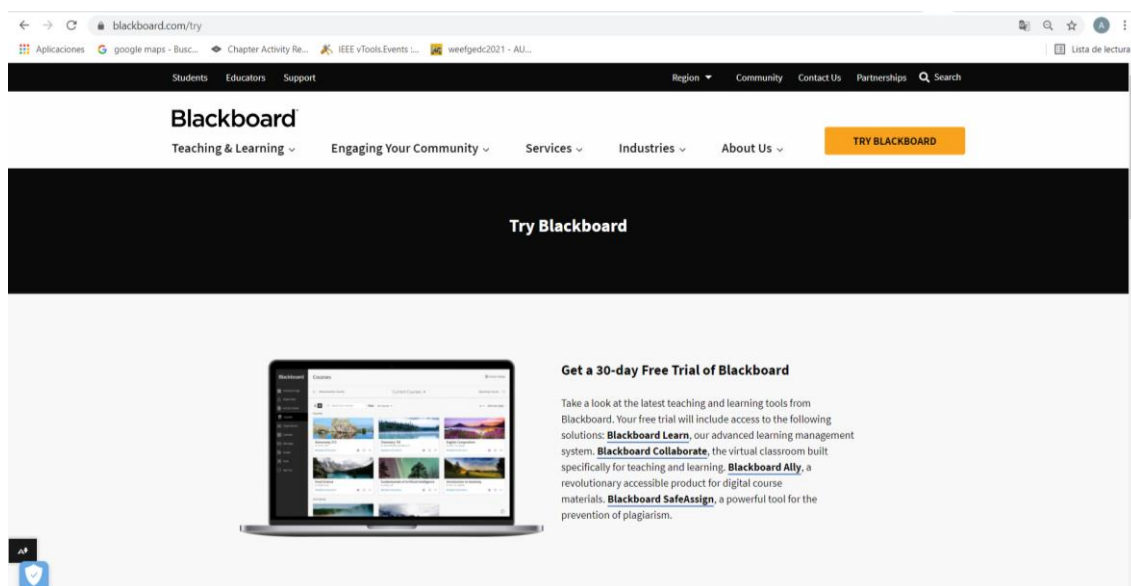 blackboard.com/try
Aplicaciones google maps - Busc... Chapter Activity Re... IEEE vTools.Events :... weefgedc2021 - AU... Lista de lectura
Students Educators Support Region Community Contact Us Partnerships Search
Blackboard
Teaching & Learning Engaging Your Community Services Industries About Us TRY BLACKBOARD
Try Blackboard
Get a 30-day Free Trial of Blackboard
Take a look at the latest teaching and learning tools from
Blackboard. Your free trial will include access to the following
solutions: Blackboard Learn, our advanced learning management
system. Blackboard Collaborate, the virtual classroom built
specifically for teaching and learning. Blackboard Ally, a
revolutionary accessible product for digital course
materials. Blackboard SafeAssign, a powerful tool for the
prevention of plagiarism.
Blackboard Courses